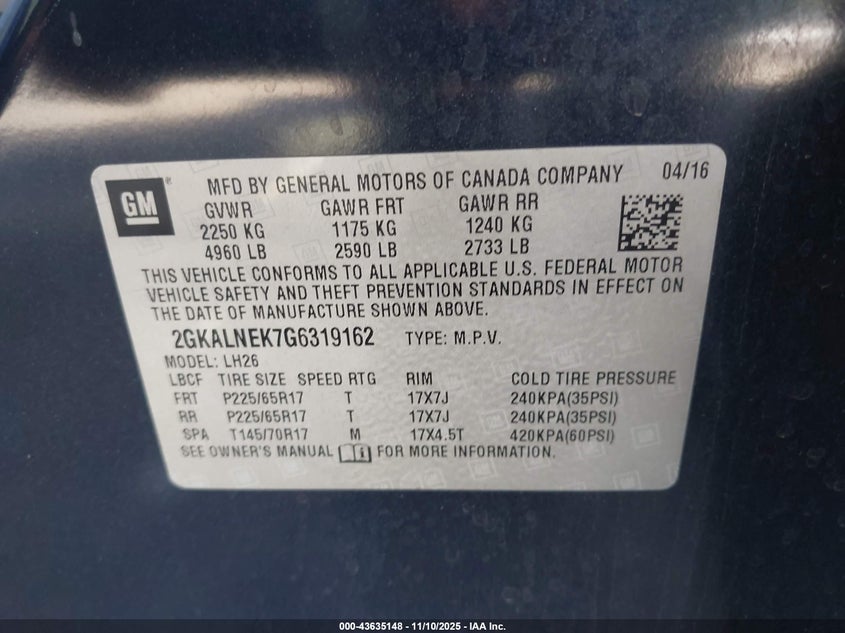 GM® MFD BY GENERAL MOTORS OF CANADA COMPANY 04/16
GVWR GAWR FRT GAWR RR
2250 KG 1175 KG 1240 KG
4960 LB 2590 LB 2733 LB
THIS VEHICLE CONFORMS TO ALL APPLICABLE U.S. FEDERAL MOTOR
VEHICLE SAFETY AND THEFT PREVENTION STANDARDS IN EFFECT ON
THE DATE OF MANUFACTURE SHOWN ABOVE.
2GKALNEK7G6319162 TYPE: M.P.V.
MODEL: LH26
LBCF TIRE SIZE SPEED RTG RIM COLD TIRE PRESSURE
FRT P225/65R17 T 17X7J 240KPA(35PSI)
RR P225/65R17 T 17X7J 240KPA(35PSI)
SPA T145/70R17 M 17X4.5T 420KPA(60PSI)
SEE OWNER'S MANUAL FOR MORE INFORMATION.
000-43635148 - 11/10/2025 - IAA Inc.